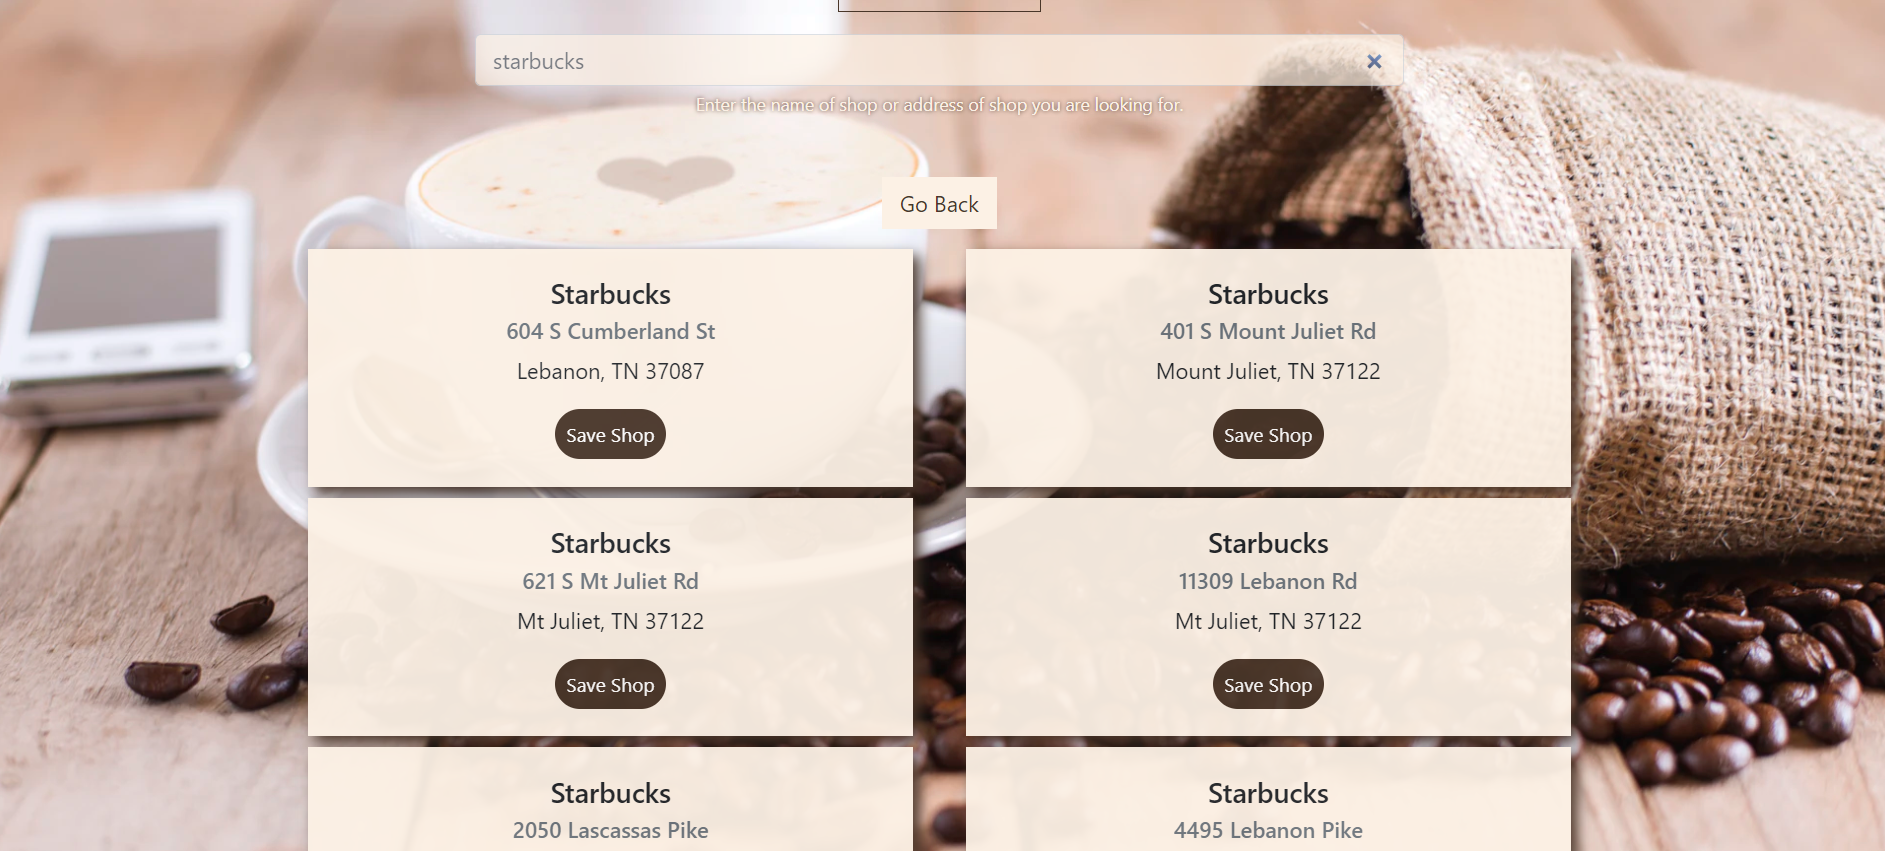 starbucks
Enter the name of shop or address of shop you are looking for.
Go Back
Starbucks
604 S Cumberland St
Lebanon, TN 37087
Save Shop
Starbucks
401 S Mount Juliet Rd
Mount Juliet, TN 37122
Save Shop
Starbucks
621 S Mt Juliet Rd
Mt Juliet, TN 37122
Save Shop
Starbucks
11309 Lebanon Rd
Mt Juliet, TN 37122
Save Shop
Starbucks
2050 Lascassas Pike
Starbucks
4495 Lebanon Pike